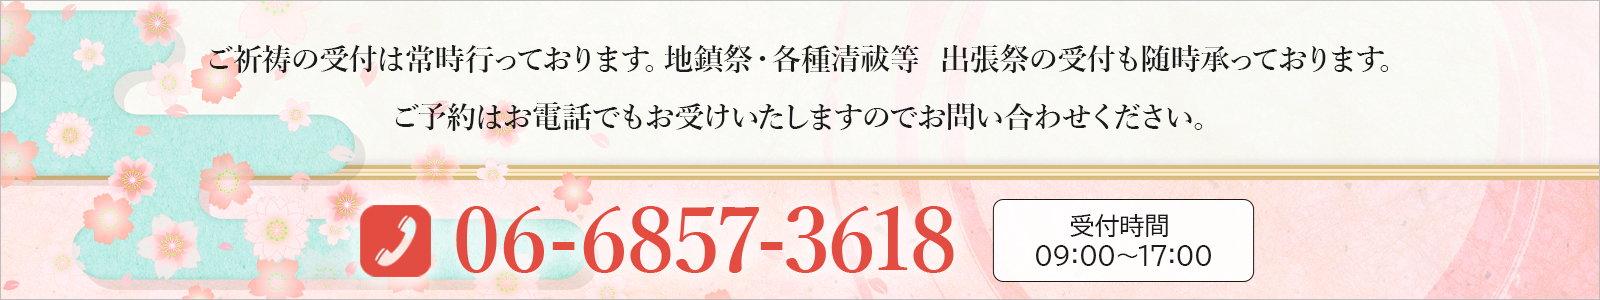 ご祈祷の受付は常時行っております。地鎮祭・各種清祓等　出張祭の受付も随時承っております。
ご予約はお電話でもお受けいたしますのでお問い合わせください。
06-6857-3618
受付時間
09:00～17:00